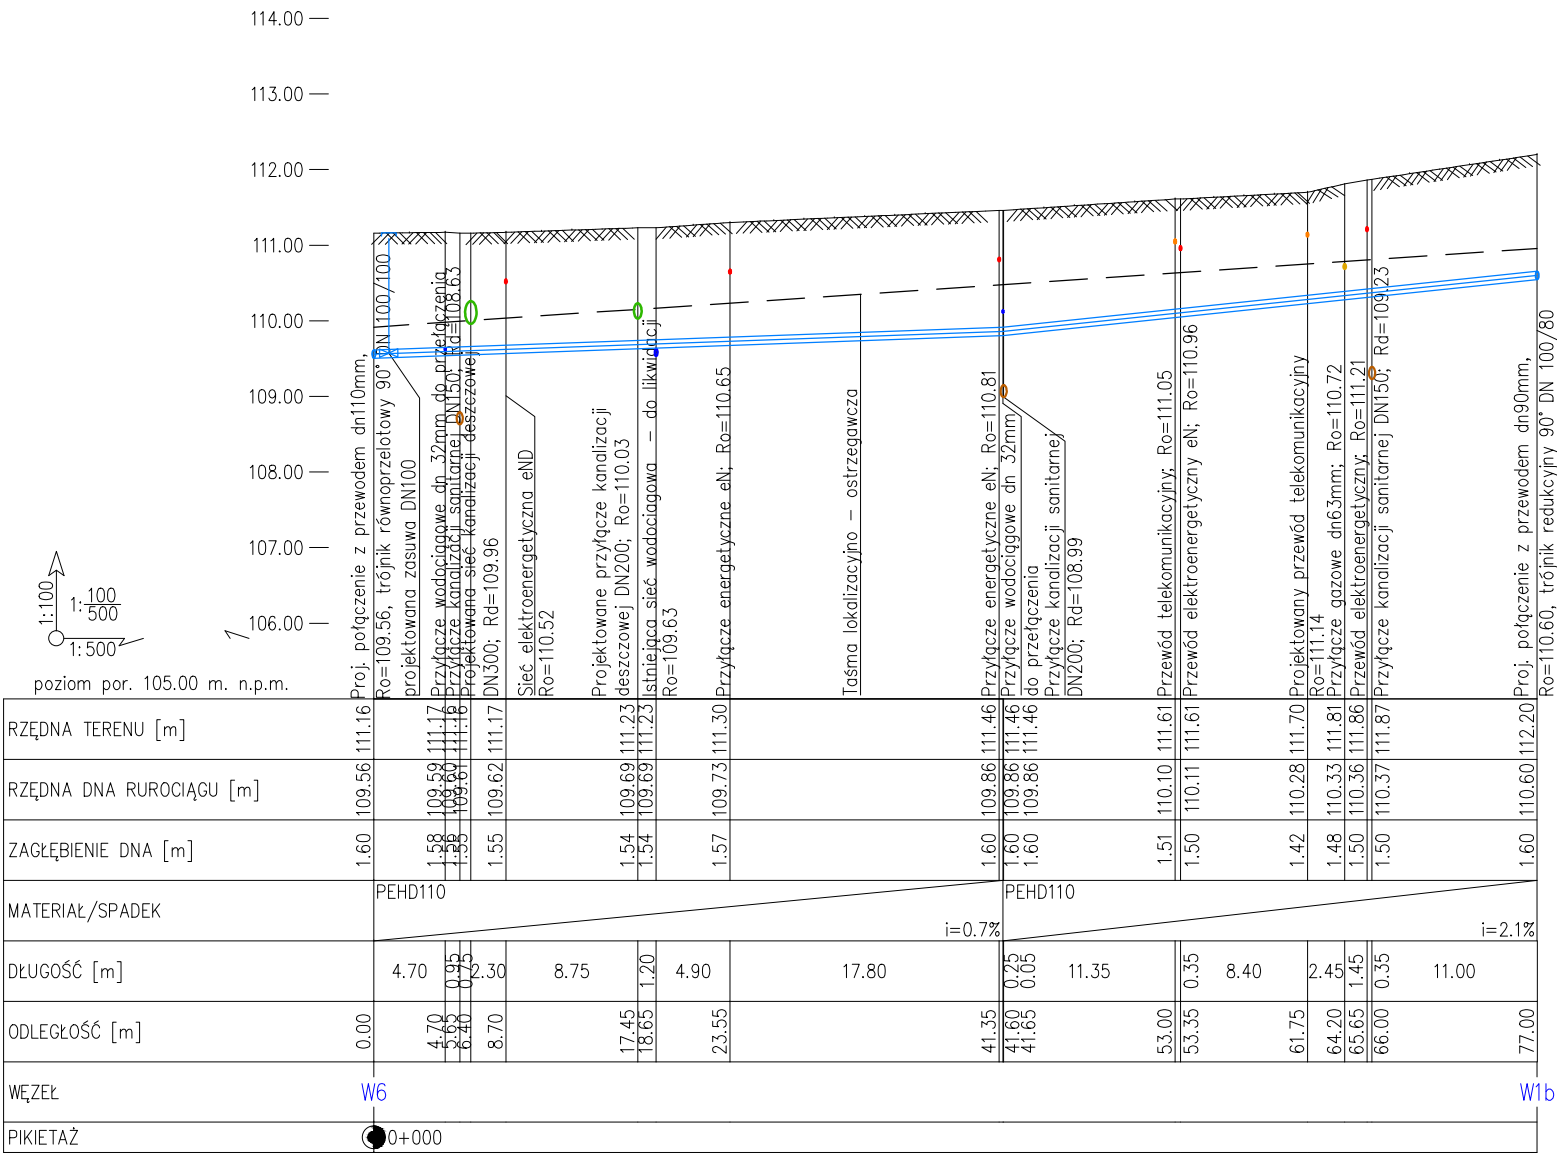 114.00
113.00
112.00
111.00
110.00
109.00
108.00
107.00
106.00
1:100
1:100/500
1:500
poziom por. 105.00 m. n.p.m.
Proj. połączenie z przewodem dn110mm,
Ro=109.56, trójnik równoprzelotowy 90° DN 100/100
projektowana zasuwa DN100
Przyłącze wodociągowe dn 32mm do przełączenia
Przyłącze kanalizacji sanitarnej DN150; Rd=108.63
Projektowana sieć kanalizacji deszczowej
DN300; Rd=109.96
Sieć elektroenergetyczna eND
Ro=110.52
Projektowane przyłącze kanalizacji
deszczowej DN200; Ro=110.03
Istniejąca sieć wodociągowa – do likwidacji
Ro=109.63
Przyłącze energetyczne eN; Ro=110.65
Taśma lokalizacyjno – ostrzegawcza
Przyłącze energetyczne eN; Ro=110.81
Przyłącze wodociągowe dn 32mm
do przełączenia
Przyłącze kanalizacji sanitarnej
DN200; Rd=108.99
Przewód telekomunikacyjny; Ro=111.05
Przewód elektroenergetyczny eN; Ro=110.96
Projektowany przewód telekomunikacyjny
Ro=111.14
Przyłącze gazowe dn63mm; Ro=110.72
Przewód elektroenergetyczny; Ro=111.21
Przyłącze kanalizacji sanitarnej DN150; Rd=109.23
Proj. połączenie z przewodem dn90mm,
Ro=110.60, trójnik redukcyjny 90° DN 100/80
RZĘDNA TERENU [m] 111.16 111.17 111.16 111.16 111.17 111.23 111.23 111.30 111.46 111.46 111.46 111.61 111.61 111.70 111.81 111.86 111.87 112.20
RZĘDNA DNA RUROCIĄGU [m] 109.56 109.59 109.60 109.61 109.62 109.69 109.69 109.73 109.86 109.86 109.86 110.10 110.11 110.28 110.33 110.36 110.37 110.60
ZAGŁĘBIENIE DNA [m] 1.60 1.58 1.56 1.55 1.55 1.54 1.54 1.57 1.60 1.60 1.60 1.51 1.50 1.42 1.48 1.50 1.50 1.60
MATERIAŁ/SPADEK PEHD110 i=0.7% PEHD110 i=2.1%
DŁUGOŚĆ [m] 4.70 0.95 0.75 2.30 8.75 1.20 4.90 17.80 0.25 0.05 11.35 0.35 8.40 2.45 1.45 0.35 11.00
ODLEGŁOŚĆ [m] 0.00 4.70 5.65 6.40 8.70 17.45 18.65 23.55 41.35 41.60 41.65 53.00 53.35 61.75 64.20 65.65 66.00 77.00
WĘZEŁ W6 W1b
PIKIETAŻ 0+000